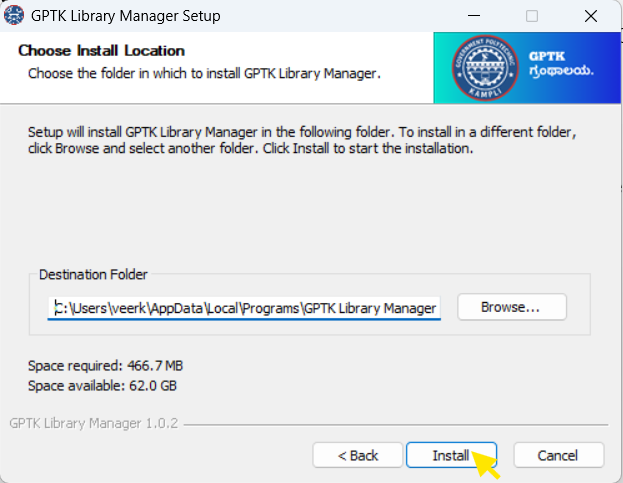 GPTK Library Manager Setup
Choose Install Location
Choose the folder in which to install GPTK Library Manager.
GOVERNMENT POLYTECHNIC
KAMPLI
GPTK
ಗ್ರಂಥಾಲಯ.
Setup will install GPTK Library Manager in the following folder. To install in a different folder,
click Browse and select another folder. Click Install to start the installation.
Destination Folder
C:\Users\veerk\AppData\Local\Programs\GPTK Library Manager
Browse...
Space required: 466.7 MB
Space available: 62.0 GB
GPTK Library Manager 1.0.2
< Back
Install
Cancel